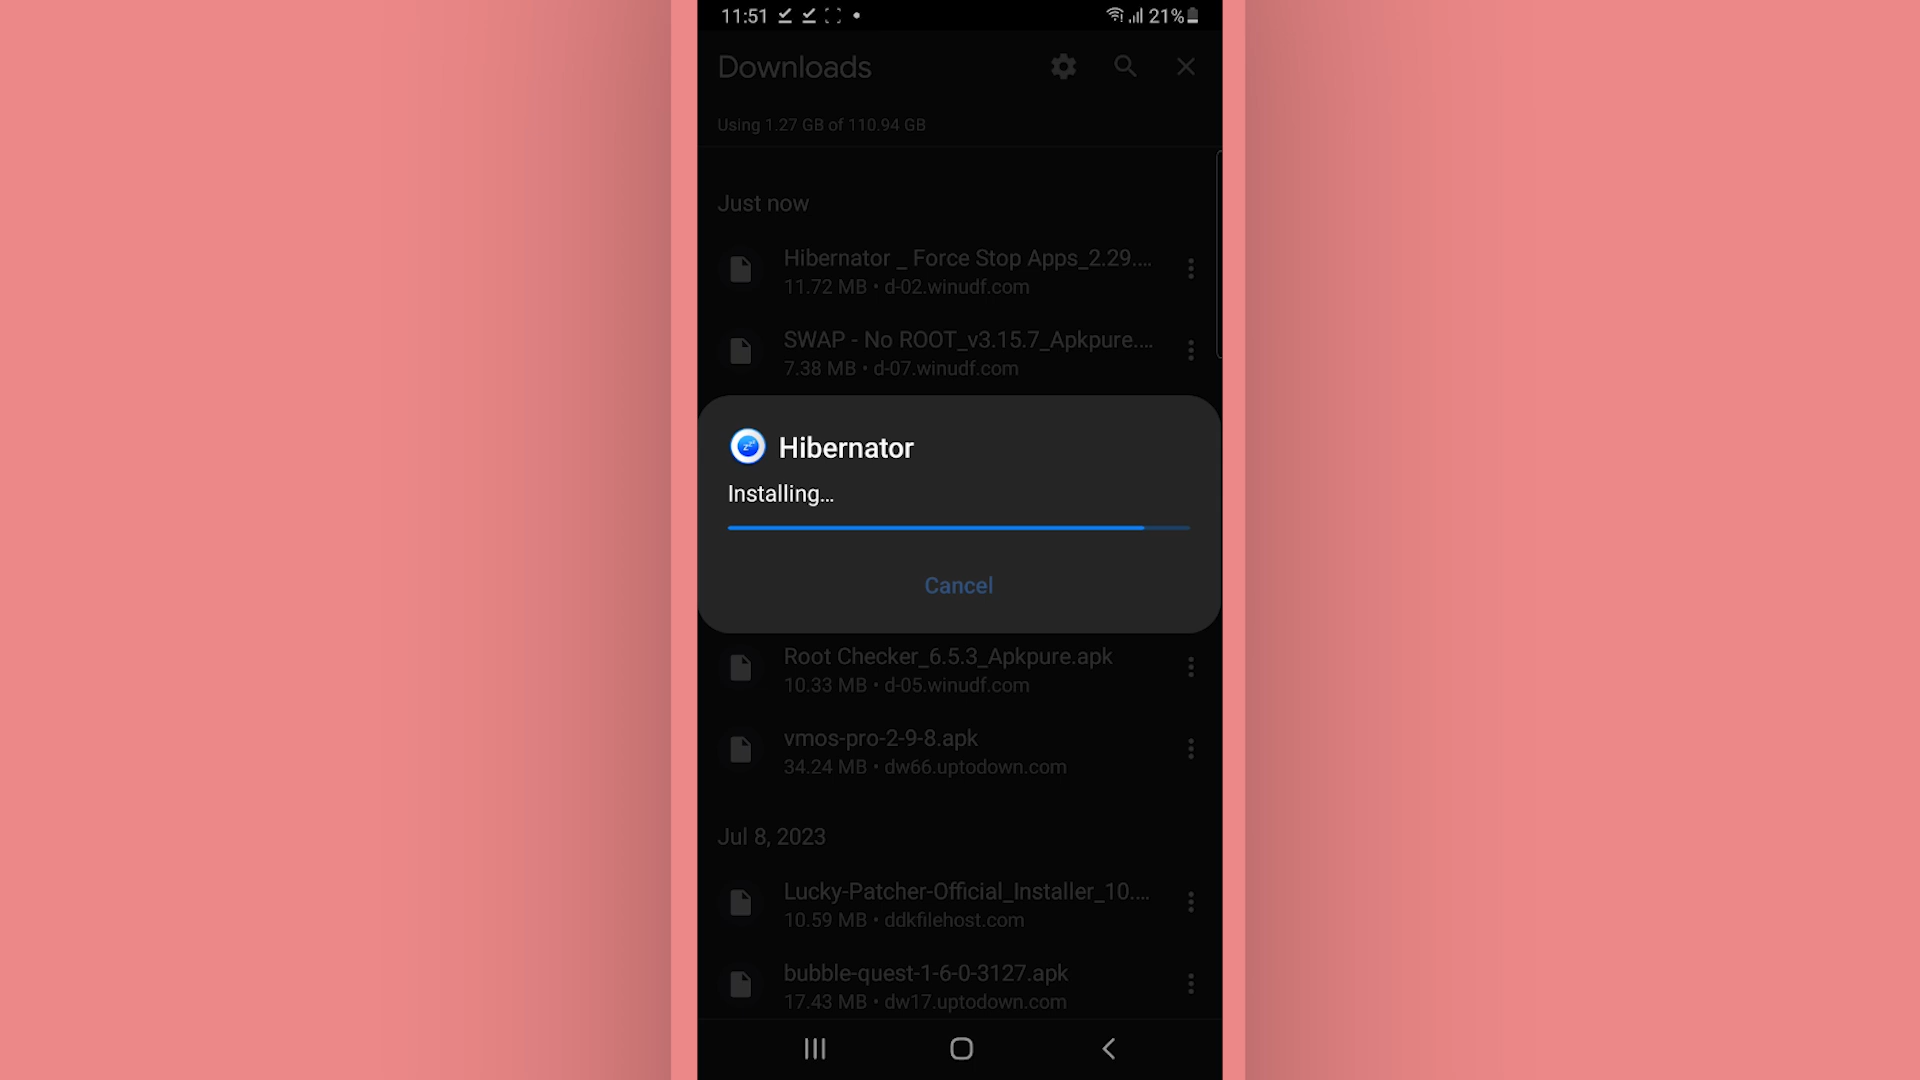 11:51 21%
Downloads
Using 1.27 GB of 110.94 GB
Just now
Hibernator _ Force Stop Apps_2.29....
11.72 MB • d-02.winudf.com
SWAP - No ROOT_v3.15.7_Apkpure....
7.38 MB • d-07.winudf.com
Hibernator
Installing...
Cancel
Root Checker_6.5.3_Apkpure.apk
10.33 MB • d-05.winudf.com
vmos-pro-2-9-8.apk
34.24 MB • dw66.uptodown.com
Jul 8, 2023
Lucky-Patcher-Official_Installer_10....
10.59 MB • ddkfilehost.com
bubble-quest-1-6-0-3127.apk
17.43 MB • dw17.uptodown.com